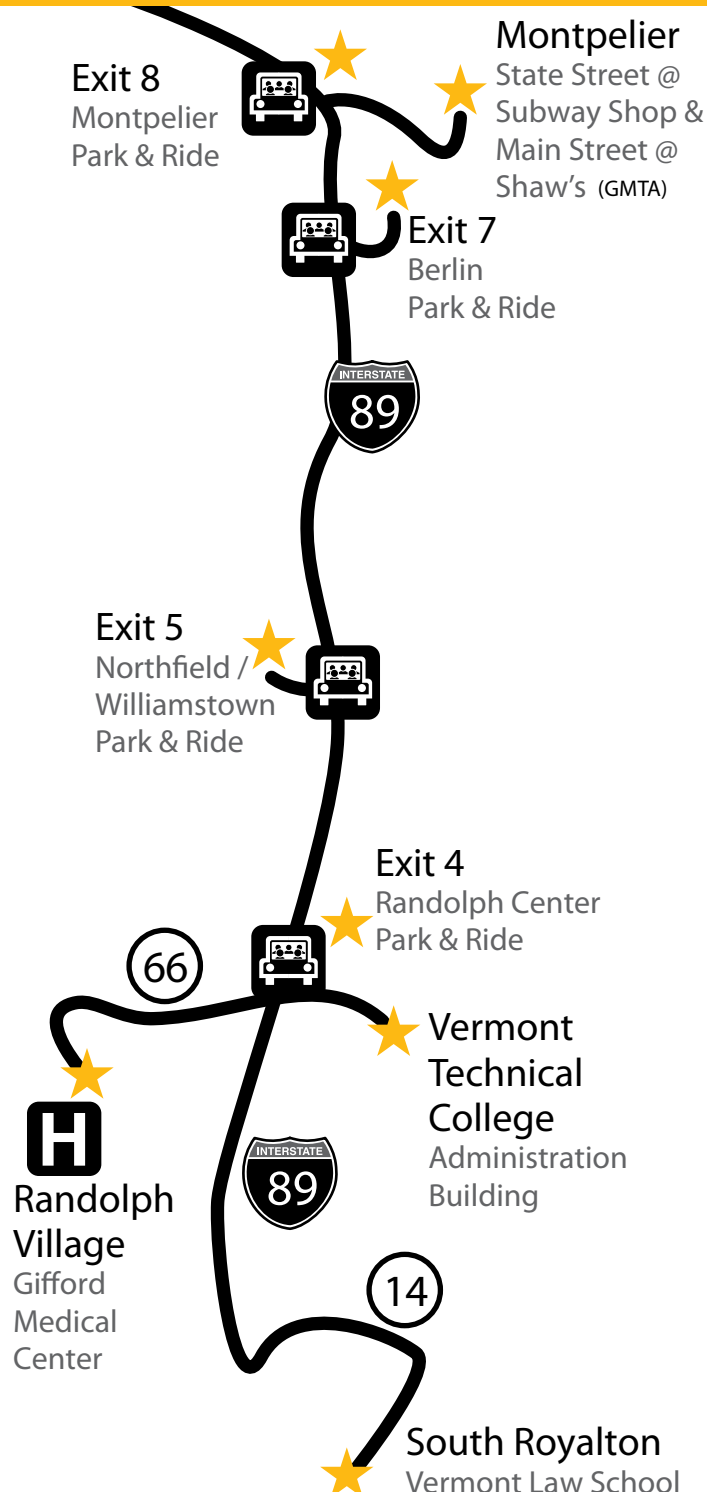 Montpelier
State Street @
Subway Shop &
Main Street @
Shaw's (GMTA)
Exit 8
Montpelier
Park & Ride
Exit 7
Berlin
Park & Ride
INTERSTATE
89
Exit 5
Northfield /
Williamstown
Park & Ride
Exit 4
Randolph Center
Park & Ride
66
Vermont
Technical
College
Administration
Building
H
Randolph
Village
Gifford
Medical
Center
INTERSTATE
89
14
South Royalton
Vermont Law School